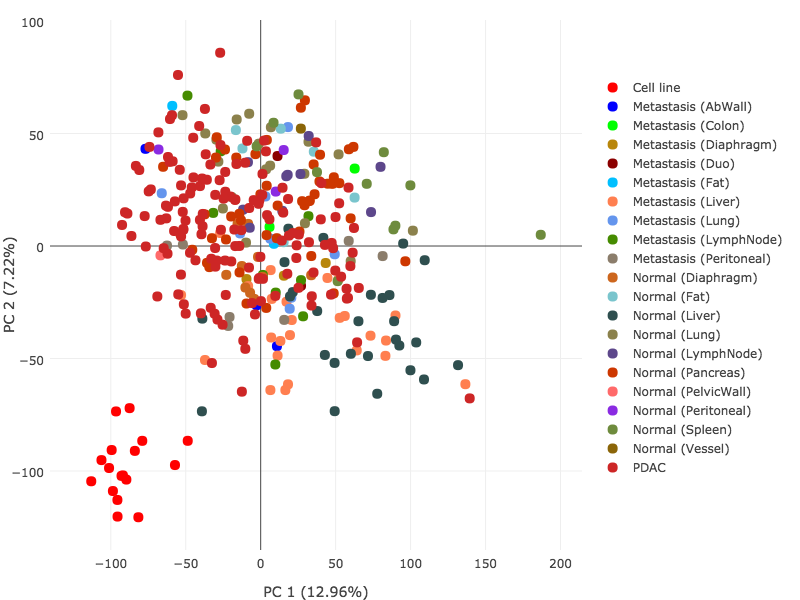 100
50
0
−50
−100
−100
−50
0
50
100
150
200
PC 1 (12.96%)
PC 2 (7.22%)
Cell line
Metastasis (AbWall)
Metastasis (Colon)
Metastasis (Diaphragm)
Metastasis (Duo)
Metastasis (Fat)
Metastasis (Liver)
Metastasis (Lung)
Metastasis (LymphNode)
Metastasis (Peritoneal)
Normal (Diaphragm)
Normal (Fat)
Normal (Liver)
Normal (Lung)
Normal (LymphNode)
Normal (Pancreas)
Normal (PelvicWall)
Normal (Peritoneal)
Normal (Spleen)
Normal (Vessel)
PDAC